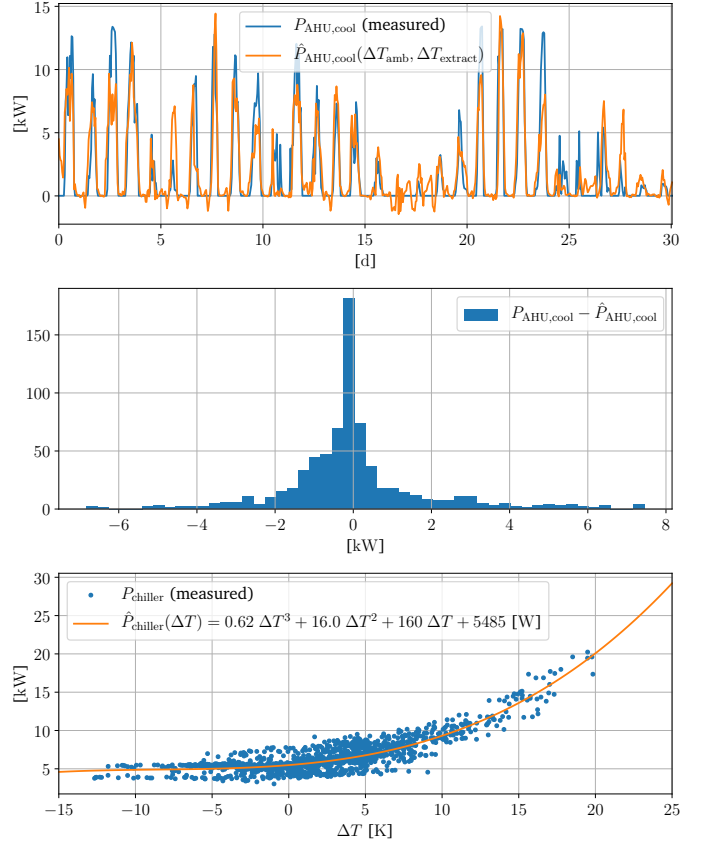 15
10
5
0
[kW]
P_AHU,cool (measured)
P̂_AHU,cool(ΔT_amb, ΔT_extract)
0 5 10 15 20 25 30
[d]
150
100
50
0
P_AHU,cool − P̂_AHU,cool
−6 −4 −2 0 2 4 6 8
[kW]
30
25
20
15
10
5
[kW]
P_chiller (measured)
P̂_chiller(ΔT) = 0.62 ΔT³ + 16.0 ΔT² + 160 ΔT + 5485 [W]
−15 −10 −5 0 5 10 15 20 25
ΔT [K]